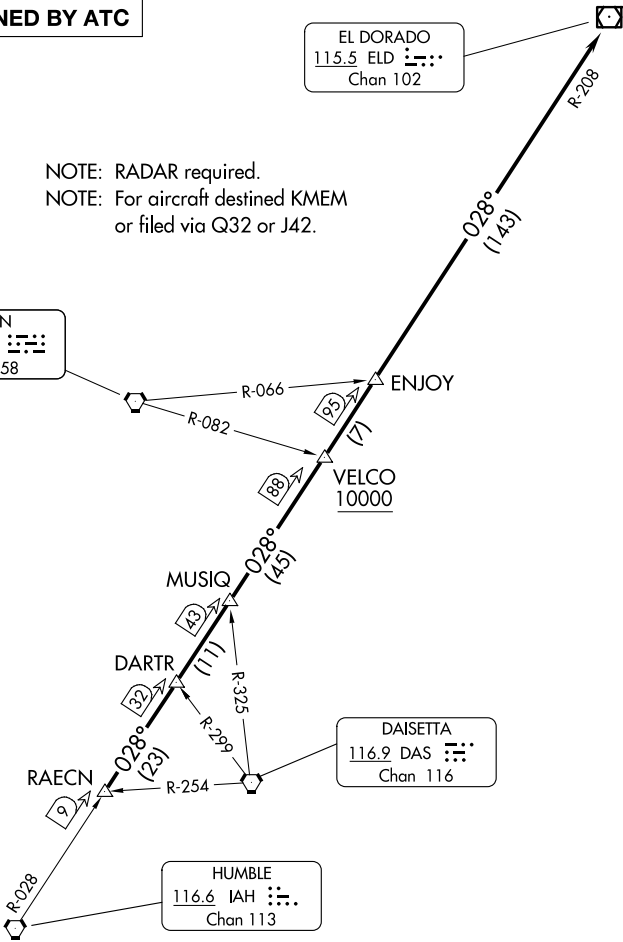 NED BY ATC
EL DORADO
115.5 ELD
Chan 102
R-208
NOTE: RADAR required.
NOTE: For aircraft destined KMEM
or filed via Q32 or J42.
028°
(143)
N
58
R-066
ENJOY
95
R-082
(7)
VELCO
10000
88
028°
(45)
MUSIQ
43
(11)
DARTR
R-325
32
R-299
DAISETTA
116.9 DAS
Chan 116
028°
(23)
RAECN
R-254
9
HUMBLE
116.6 IAH
Chan 113
R-028